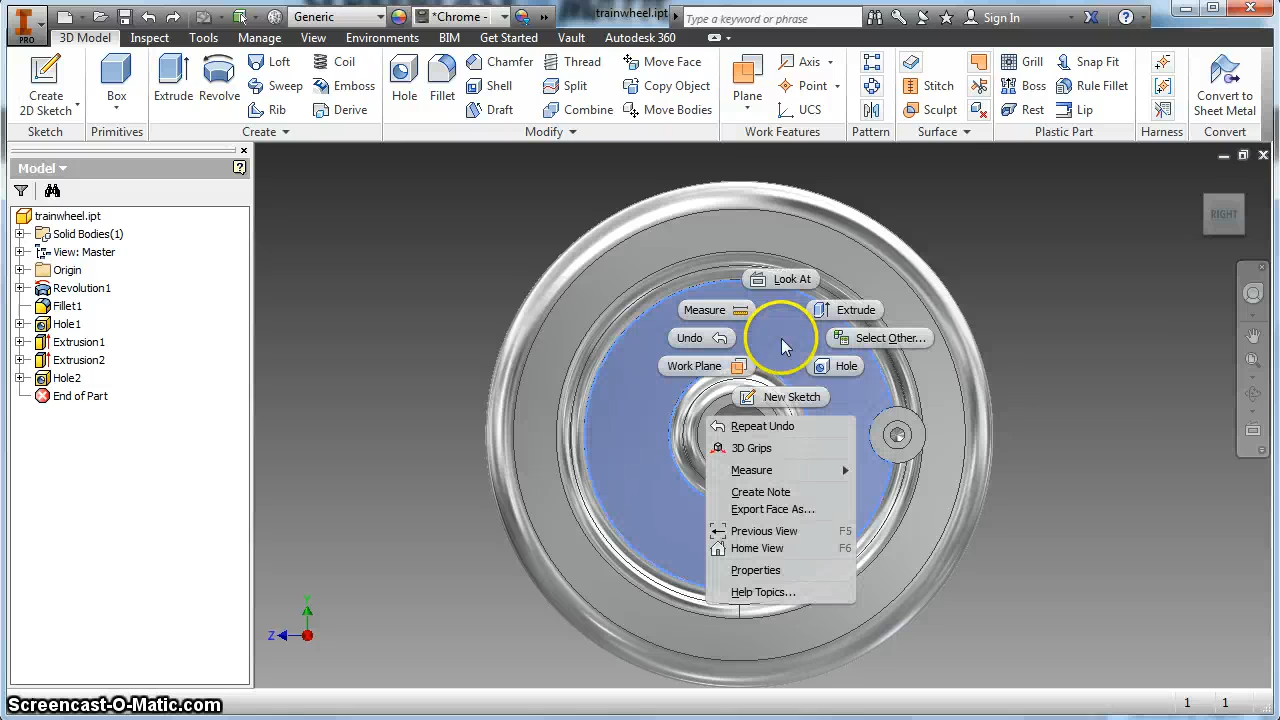 Generic
*Chrome -
trainwheel.ipt
Type a keyword or phrase
Sign In
PRO
3D Model Inspect Tools Manage View Environments BIM Get Started Vault Autodesk 360
Create
2D Sketch
Box
Extrude
Revolve
Loft
Sweep
Rib
Coil
Emboss
Derive
Hole
Fillet
Chamfer
Shell
Draft
Thread
Split
Combine
Move Face
Copy Object
Move Bodies
Plane
Axis
Point
UCS
Stitch
Sculpt
Grill
Boss
Rest
Snap Fit
Rule Fillet
Lip
Convert to
Sheet Metal
Sketch Primitives Create Modify Work Features Pattern Surface Plastic Part Harness Convert
Model
trainwheel.ipt
Solid Bodies(1)
View: Master
Origin
Revolution1
Fillet1
Hole1
Extrusion1
Extrusion2
Hole2
End of Part
RIGHT
Look At
Measure
Extrude
Undo
Select Other...
Work Plane
Hole
New Sketch
Repeat Undo
3D Grips
Measure
Create Note
Export Face As...
Previous View F5
Home View F6
Properties
Help Topics...
Y
Z
Screencast-O-Matic.com
1 1